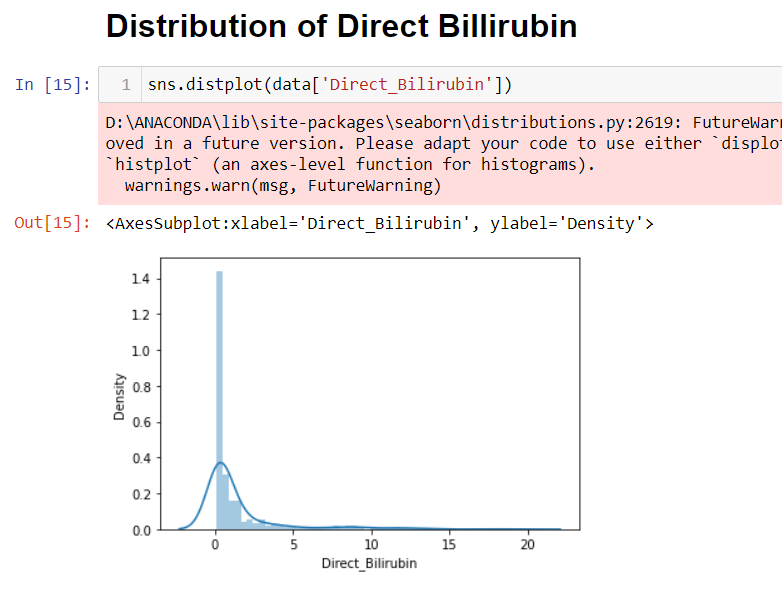 Distribution of Direct Billirubin
In [15]: 1 sns.distplot(data['Direct_Bilirubin'])
D:\ANACONDA\lib\site-packages\seaborn\distributions.py:2619: FutureWarn
oved in a future version. Please adapt your code to use either `displot
`histplot` (an axes-level function for histograms).
warnings.warn(msg, FutureWarning)
Out[15]: <AxesSubplot:xlabel='Direct_Bilirubin', ylabel='Density'>
1.4
1.2
1.0
0.8
0.6
0.4
0.2
0.0
Density
0 5 10 15 20
Direct_Bilirubin